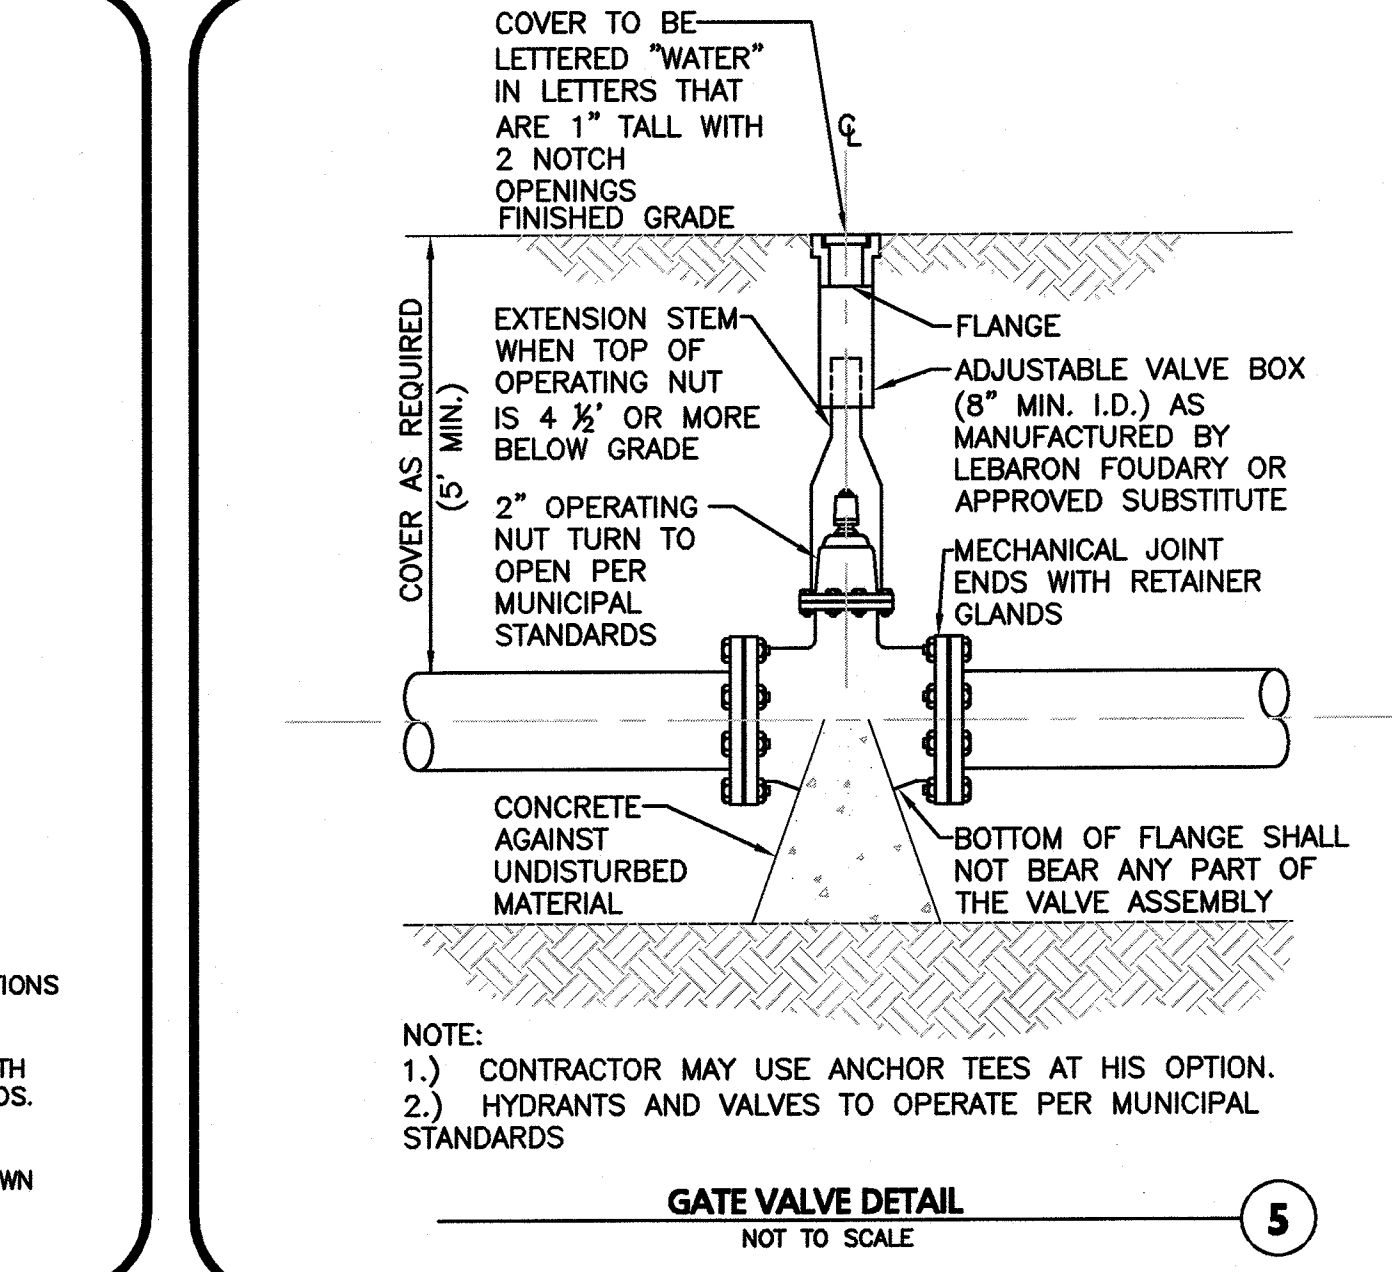 COVER TO BE
LETTERED "WATER"
IN LETTERS THAT
ARE 1" TALL WITH
2 NOTCH
OPENINGS
FINISHED GRADE
CL
COVER AS REQUIRED
(5' MIN.)
EXTENSION STEM
WHEN TOP OF
OPERATING NUT
IS 4 ½' OR MORE
BELOW GRADE
2" OPERATING
NUT TURN TO
OPEN PER
MUNICIPAL
STANDARDS
FLANGE
ADJUSTABLE VALVE BOX
(8" MIN. I.D.) AS
MANUFACTURED BY
LEBARON FOUDARY OR
APPROVED SUBSTITUTE
MECHANICAL JOINT
ENDS WITH RETAINER
GLANDS
CONCRETE
AGAINST
UNDISTURBED
MATERIAL
BOTTOM OF FLANGE SHALL
NOT BEAR ANY PART OF
THE VALVE ASSEMBLY
TIONS
TH
DS.
WN
NOTE:
1.) CONTRACTOR MAY USE ANCHOR TEES AT HIS OPTION.
2.) HYDRANTS AND VALVES TO OPERATE PER MUNICIPAL
STANDARDS
GATE VALVE DETAIL
NOT TO SCALE
5